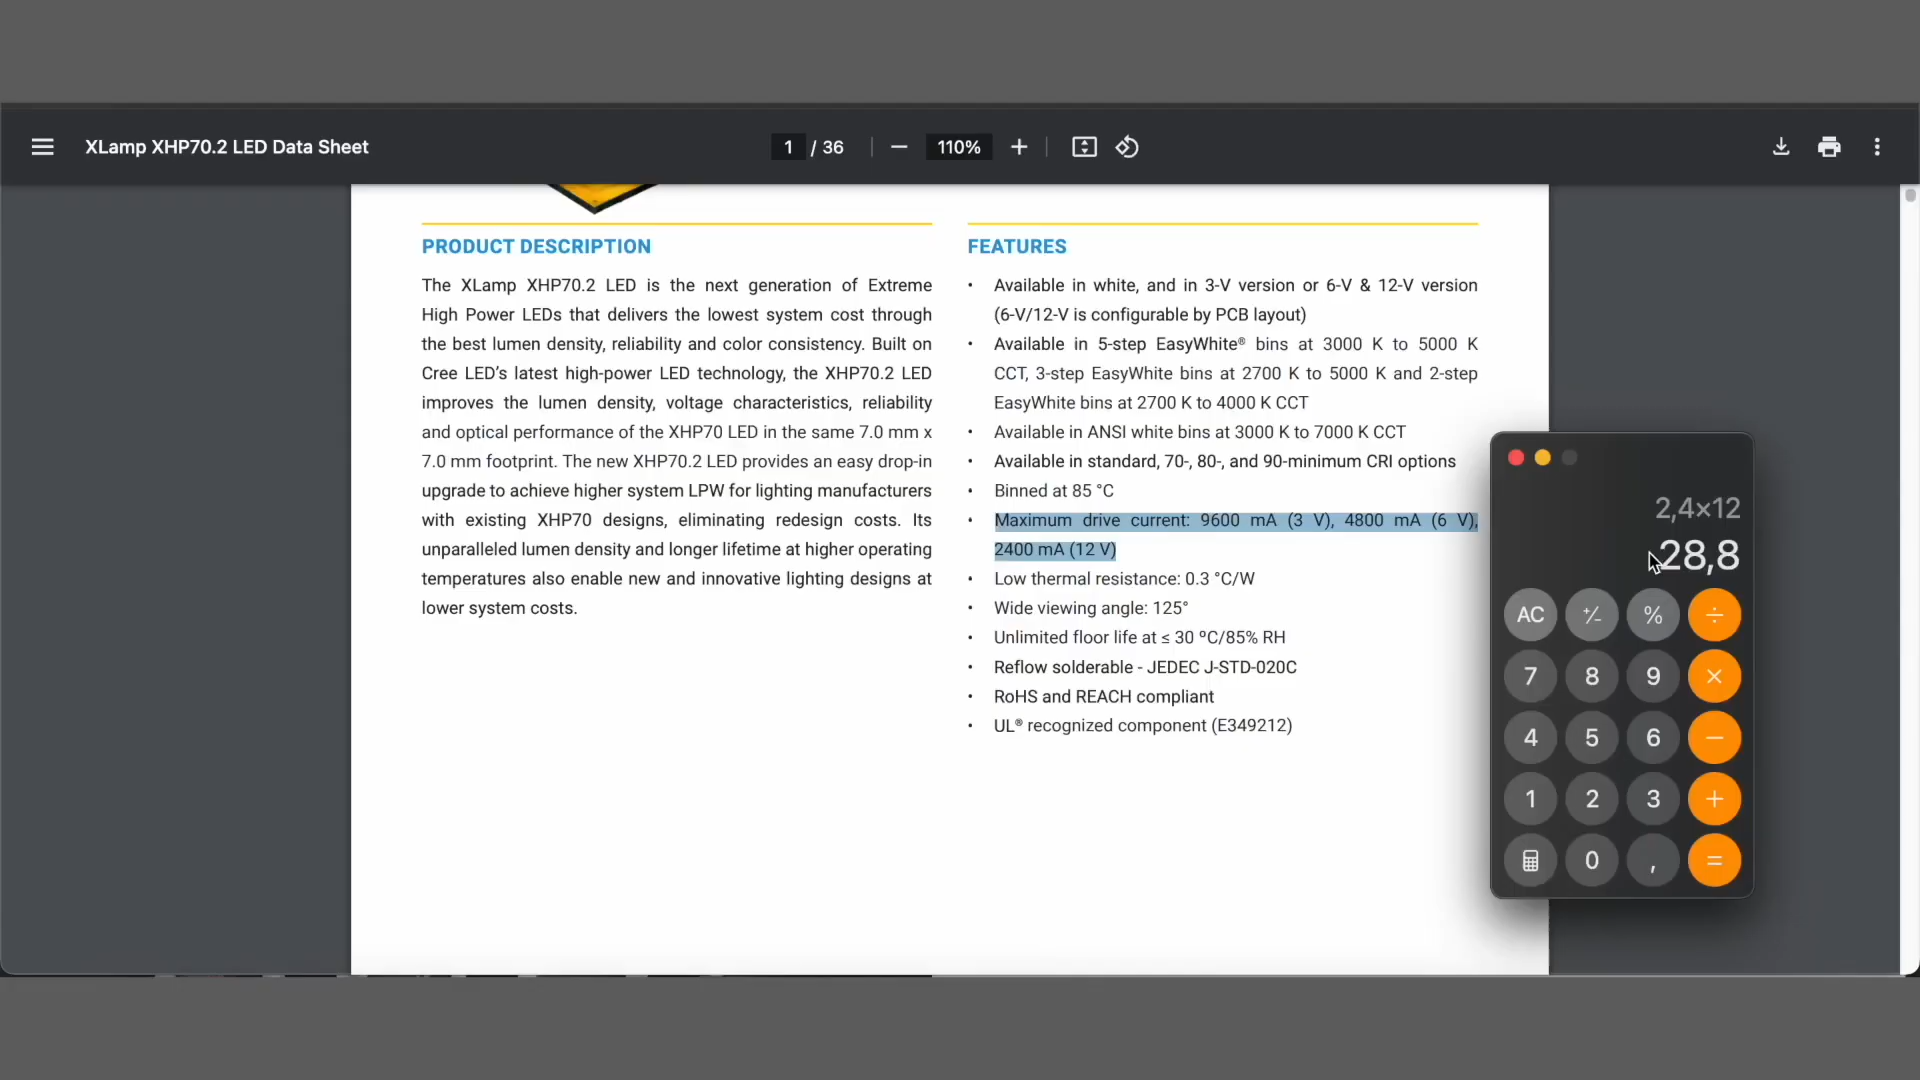 XLamp XHP70.2 LED Data Sheet
1 / 36
110%
PRODUCT DESCRIPTION
The XLamp XHP70.2 LED is the next generation of Extreme
High Power LEDs that delivers the lowest system cost through
the best lumen density, reliability and color consistency. Built on
Cree LED's latest high-power LED technology, the XHP70.2 LED
improves the lumen density, voltage characteristics, reliability
and optical performance of the XHP70 LED in the same 7.0 mm x
7.0 mm footprint. The new XHP70.2 LED provides an easy drop-in
upgrade to achieve higher system LPW for lighting manufacturers
with existing XHP70 designs, eliminating redesign costs. Its
unparalleled lumen density and longer lifetime at higher operating
temperatures also enable new and innovative lighting designs at
lower system costs.
FEATURES
• Available in white, and in 3-V version or 6-V & 12-V version
(6-V/12-V is configurable by PCB layout)
• Available in 5-step EasyWhite® bins at 3000 K to 5000 K
CCT, 3-step EasyWhite bins at 2700 K to 5000 K and 2-step
EasyWhite bins at 2700 K to 4000 K CCT
• Available in ANSI white bins at 3000 K to 7000 K CCT
• Available in standard, 70-, 80-, and 90-minimum CRI options
• Binned at 85 °C
• Maximum drive current: 9600 mA (3 V), 4800 mA (6 V),
2400 mA (12 V)
• Low thermal resistance: 0.3 °C/W
• Wide viewing angle: 125°
• Unlimited floor life at ≤ 30 ºC/85% RH
• Reflow solderable - JEDEC J-STD-020C
• RoHS and REACH compliant
• UL® recognized component (E349212)
2,4×12
28,8
AC +/- % ÷
7 8 9 ×
4 5 6 −
1 2 3 +
0 , =